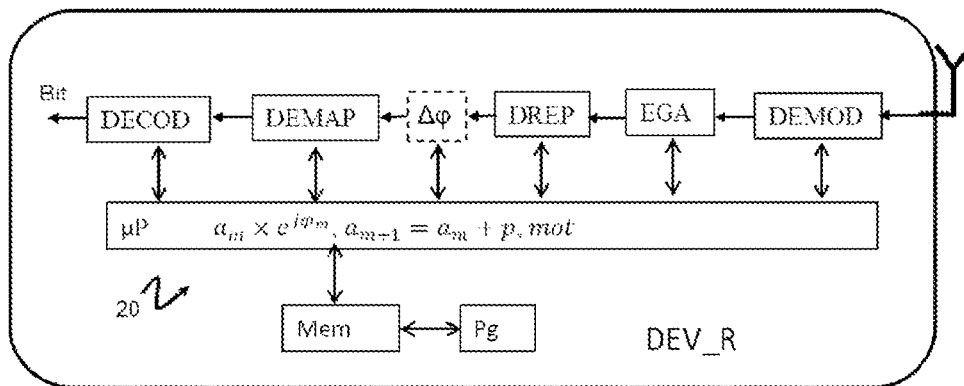 Bit
DECOD DEMAP Δφ DREP EGA DEMOD
μP a_m × e^{jφ_m}, a_{m+1} = a_m + p, mot
20
Mem Pg
DEV_R